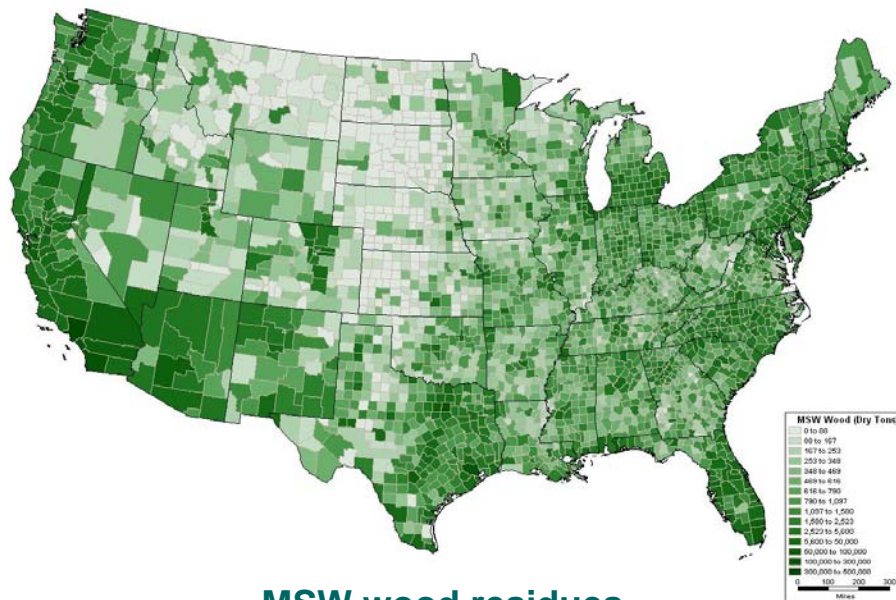 MSW Wood (Dry Tons)
0 to 88
88 to 167
167 to 253
253 to 348
348 to 469
469 to 616
616 to 790
790 to 1,097
1,097 to 1,500
1,500 to 2,523
2,523 to 5,600
5,600 to 50,000
50,000 to 100,000
100,000 to 300,000
300,000 to 500,000
0 100 200 300
Miles
MSW wood residues